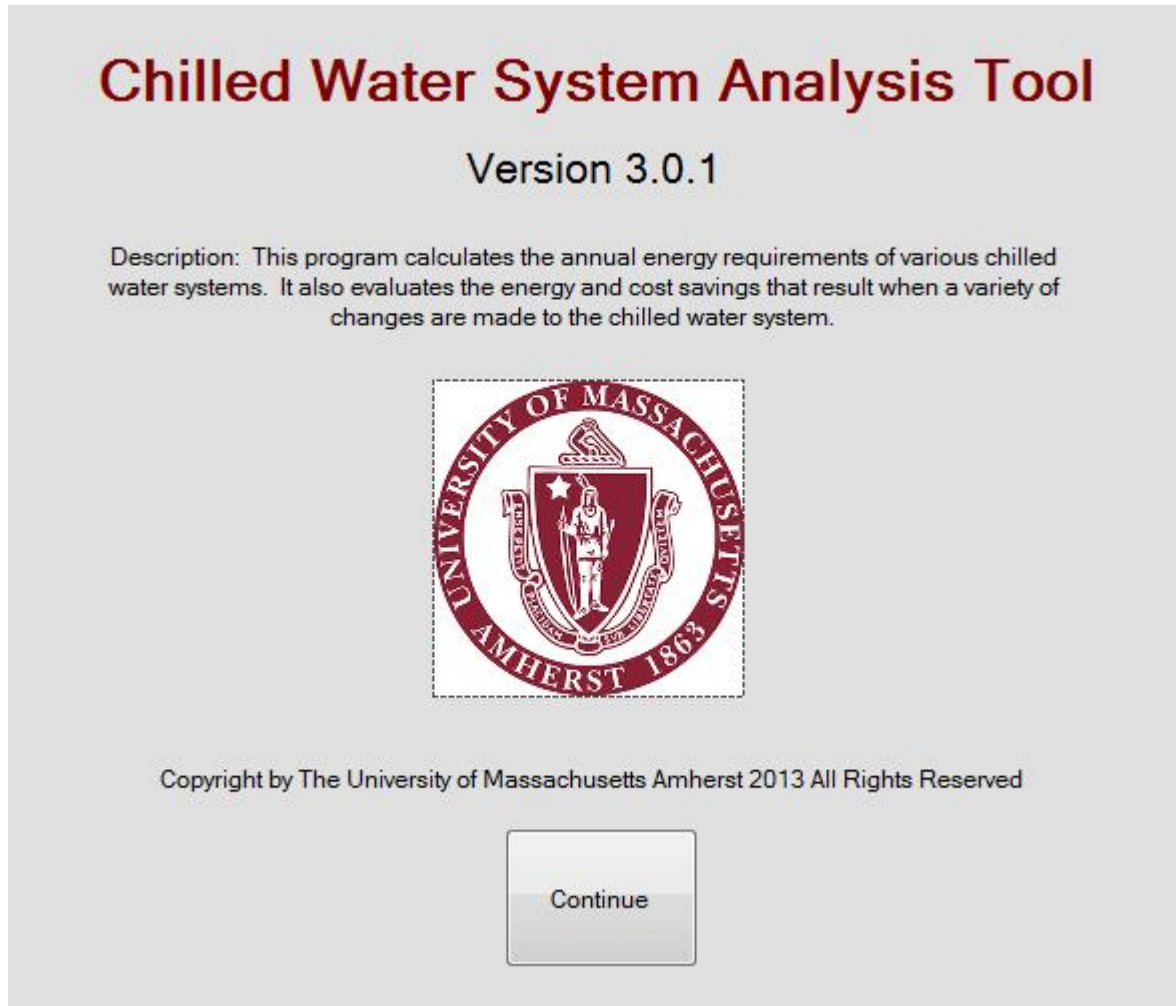 Chilled Water System Analysis Tool
Version 3.0.1
Description:  This program calculates the annual energy requirements of various chilled
water systems.  It also evaluates the energy and cost savings that result when a variety of
changes are made to the chilled water system.
UNIVERSITY OF MASSACHUSETTS
AMHERST 1863
Copyright by The University of Massachusetts Amherst 2013 All Rights Reserved
Continue